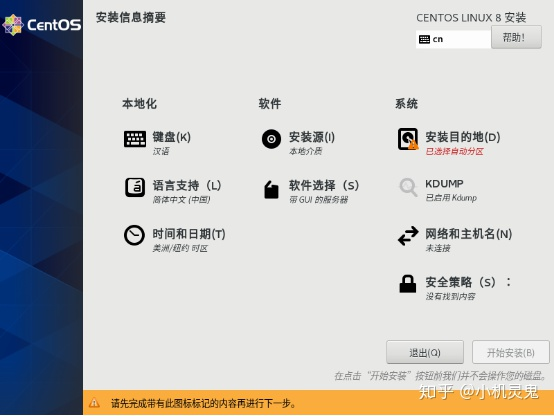 CentOS
安装信息摘要
CENTOS LINUX 8 安装
cn
帮助！
本地化
软件
系统
键盘(K)
汉语
安装源(I)
本地介质
安装目的地(D)
已选择自动分区
语言支持（L）
简体中文 (中国)
软件选择（S）
带 GUI 的服务器
KDUMP
已启用 Kdump
时间和日期(T)
美洲/纽约 时区
网络和主机名(N)
未连接
安全策略（S）：
没有找到内容
退出(Q)
开始安装(B)
在点击“开始安装”按钮前我们并不会操作您的磁盘。
知乎 @小机灵鬼
请先完成带有此图标标记的内容再进行下一步。